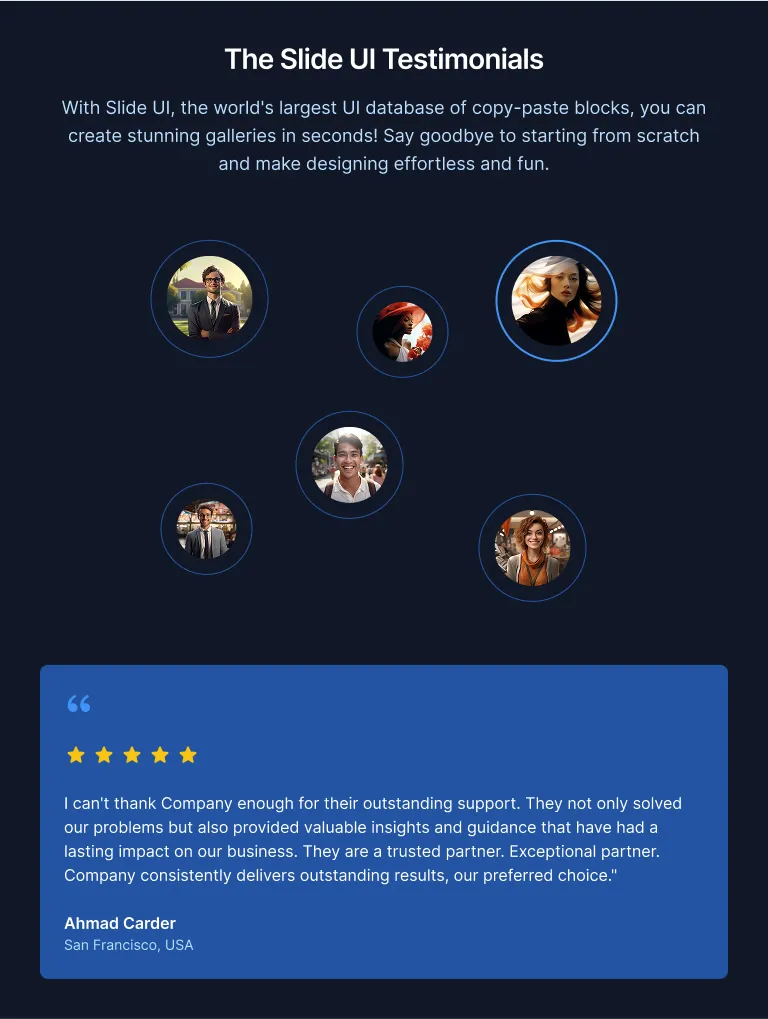 The Slide UI Testimonials
With Slide UI, the world's largest UI database of copy-paste blocks, you can
create stunning galleries in seconds! Say goodbye to starting from scratch
and make designing effortless and fun.
“
I can't thank Company enough for their outstanding support. They not only solved
our problems but also provided valuable insights and guidance that have had a
lasting impact on our business. They are a trusted partner. Exceptional partner.
Company consistently delivers outstanding results, our preferred choice."
Ahmad Carder
San Francisco, USA